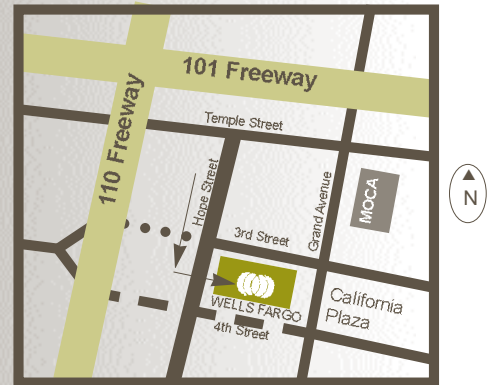 101 Freeway
110 Freeway
Temple Street
Hope Street
Grand Avenue
MOCA
N
3rd Street
WELLS FARGO
4th Street
California
Plaza